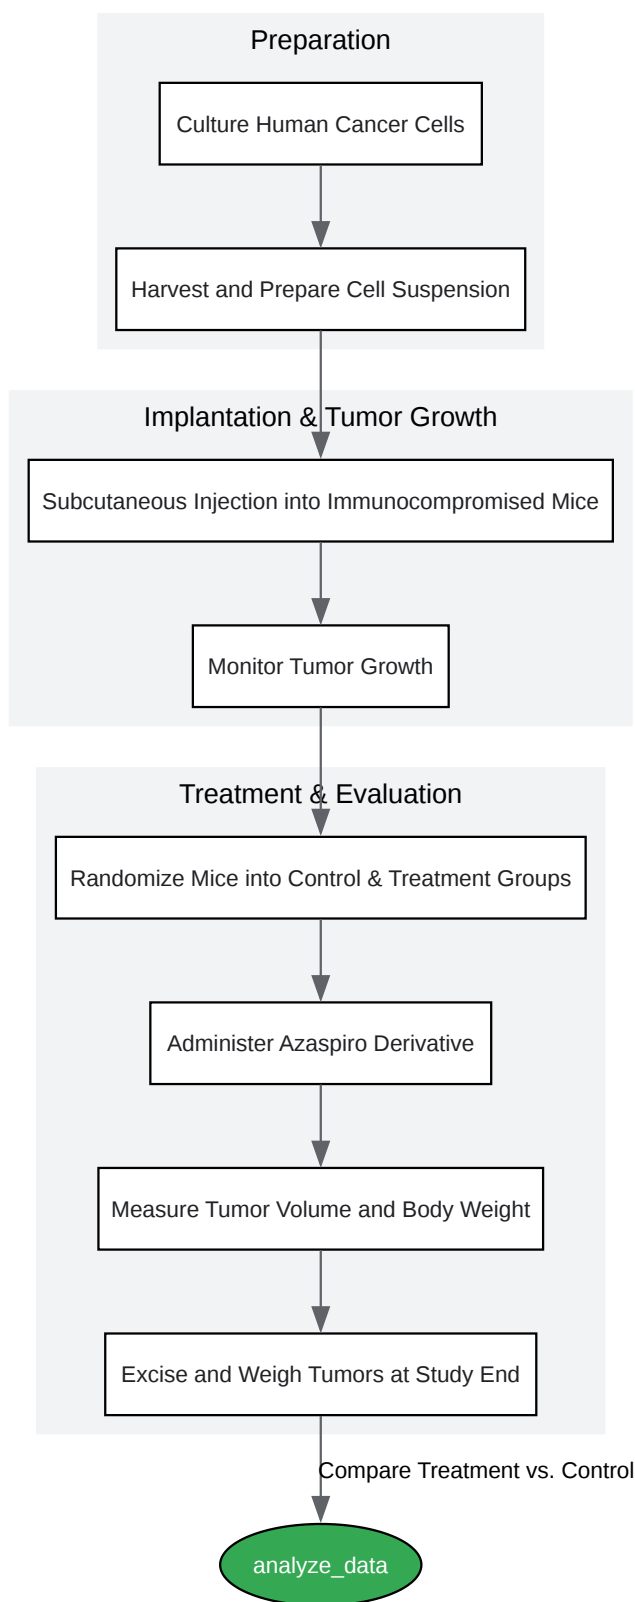 Preparation
Culture Human Cancer Cells
Harvest and Prepare Cell Suspension
Implantation & Tumor Growth
Subcutaneous Injection into Immunocompromised Mice
Monitor Tumor Growth
Treatment & Evaluation
Randomize Mice into Control & Treatment Groups
Administer Azaspiro Derivative
Measure Tumor Volume and Body Weight
Excise and Weigh Tumors at Study End
Compare Treatment vs. Control
analyze_data